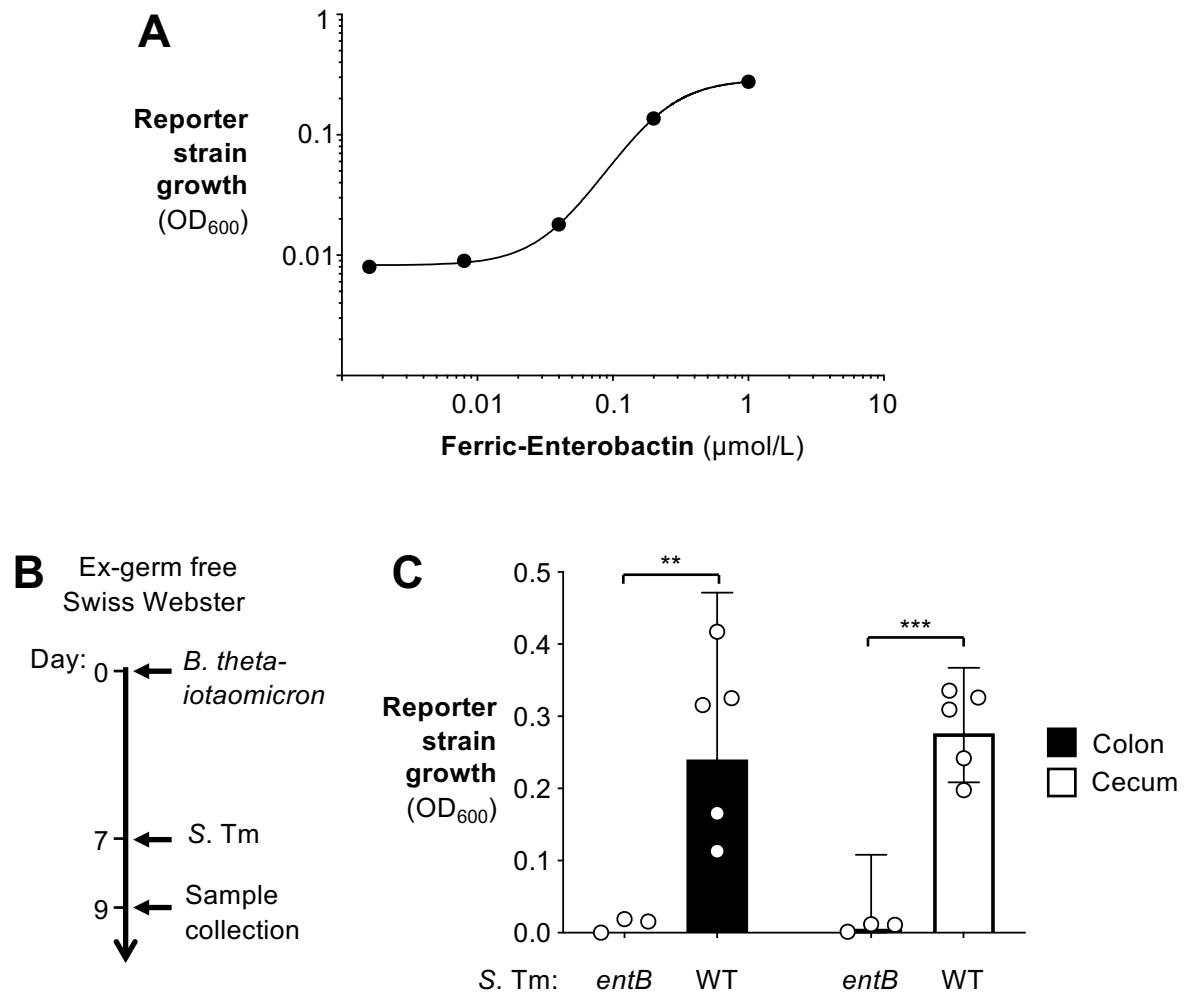 A
Reporter
strain
growth
(OD600)
1
0.1
0.01
0.01 0.1 1 10
Ferric-Enterobactin (µmol/L)
B
Ex-germ free
Swiss Webster
Day: 0
B. theta-
iotaomicron
7
S. Tm
9
Sample
collection
C
Reporter
strain
growth
(OD600)
0.5
0.4
0.3
0.2
0.1
0.0
**
***
S. Tm: entB WT entB WT
Colon
Cecum